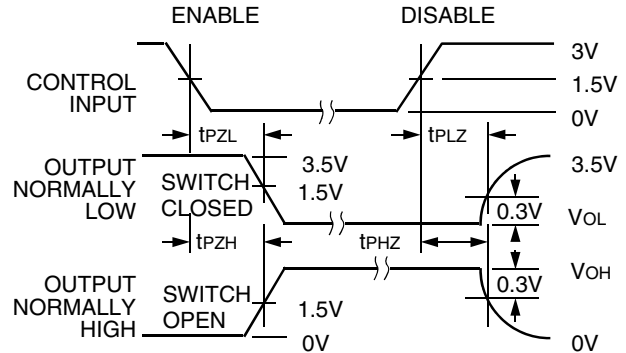 ENABLE DISABLE
3V
CONTROL
INPUT
1.5V
0V
tPZL tPLZ
OUTPUT
NORMALLY
LOW
SWITCH
CLOSED
3.5V
1.5V
3.5V
0.3V
VOL
tPZH tPHZ
OUTPUT
NORMALLY
HIGH
SWITCH
OPEN
1.5V
0V
VOH
0.3V
0V